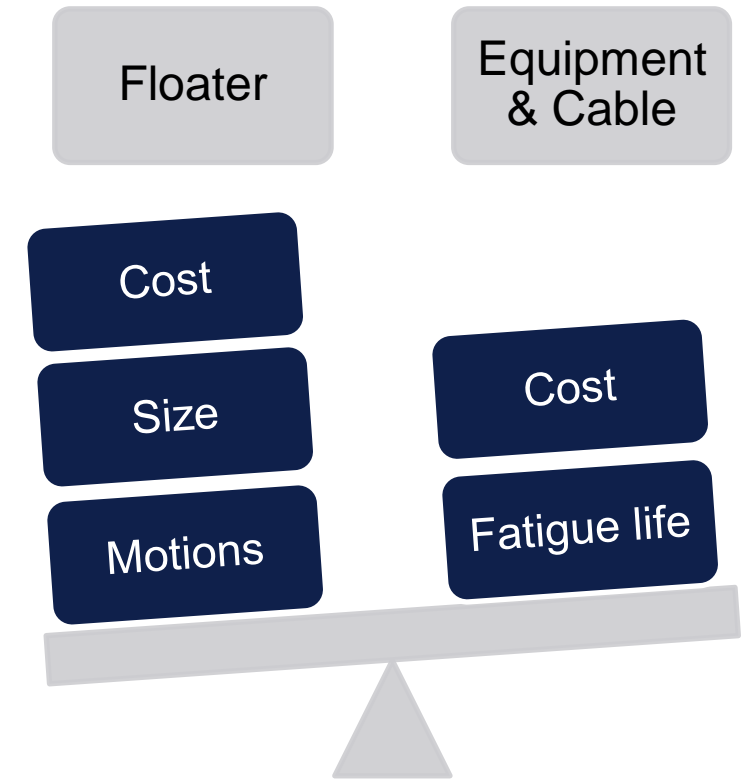 Floater
Equipment
& Cable
Cost
Size
Motions
Cost
Fatigue life